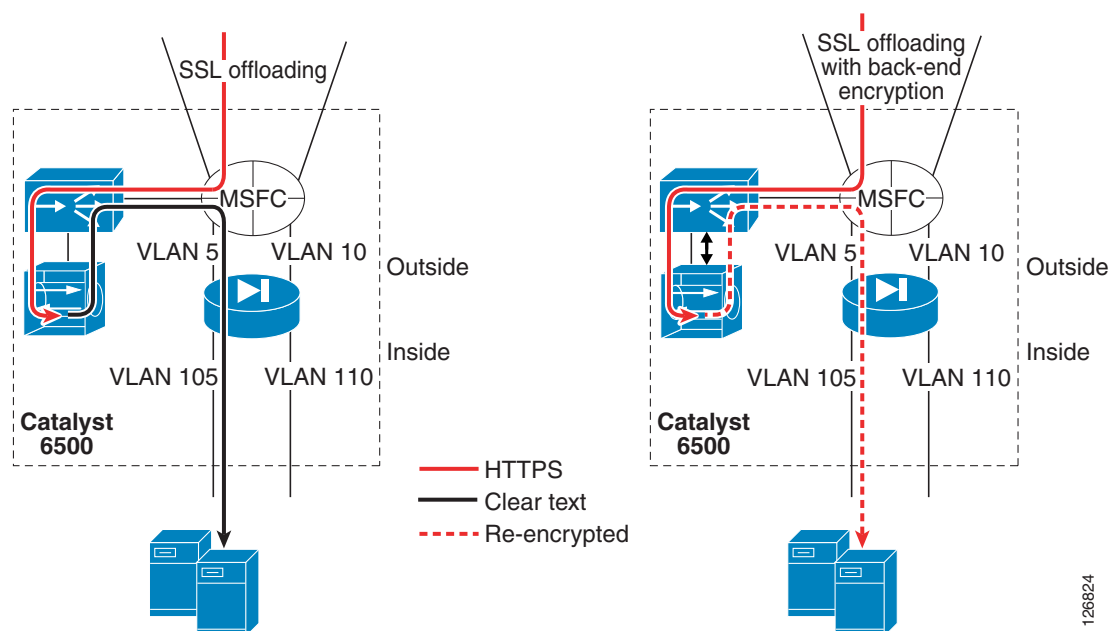 SSL offloading
MSFC
VLAN 5
VLAN 10
Outside
Inside
VLAN 105
VLAN 110
Catalyst
6500
HTTPS
Clear text
Re-encrypted
SSL offloading
with back-end
encryption
MSFC
VLAN 5
VLAN 10
Outside
Inside
VLAN 105
VLAN 110
Catalyst
6500
126824